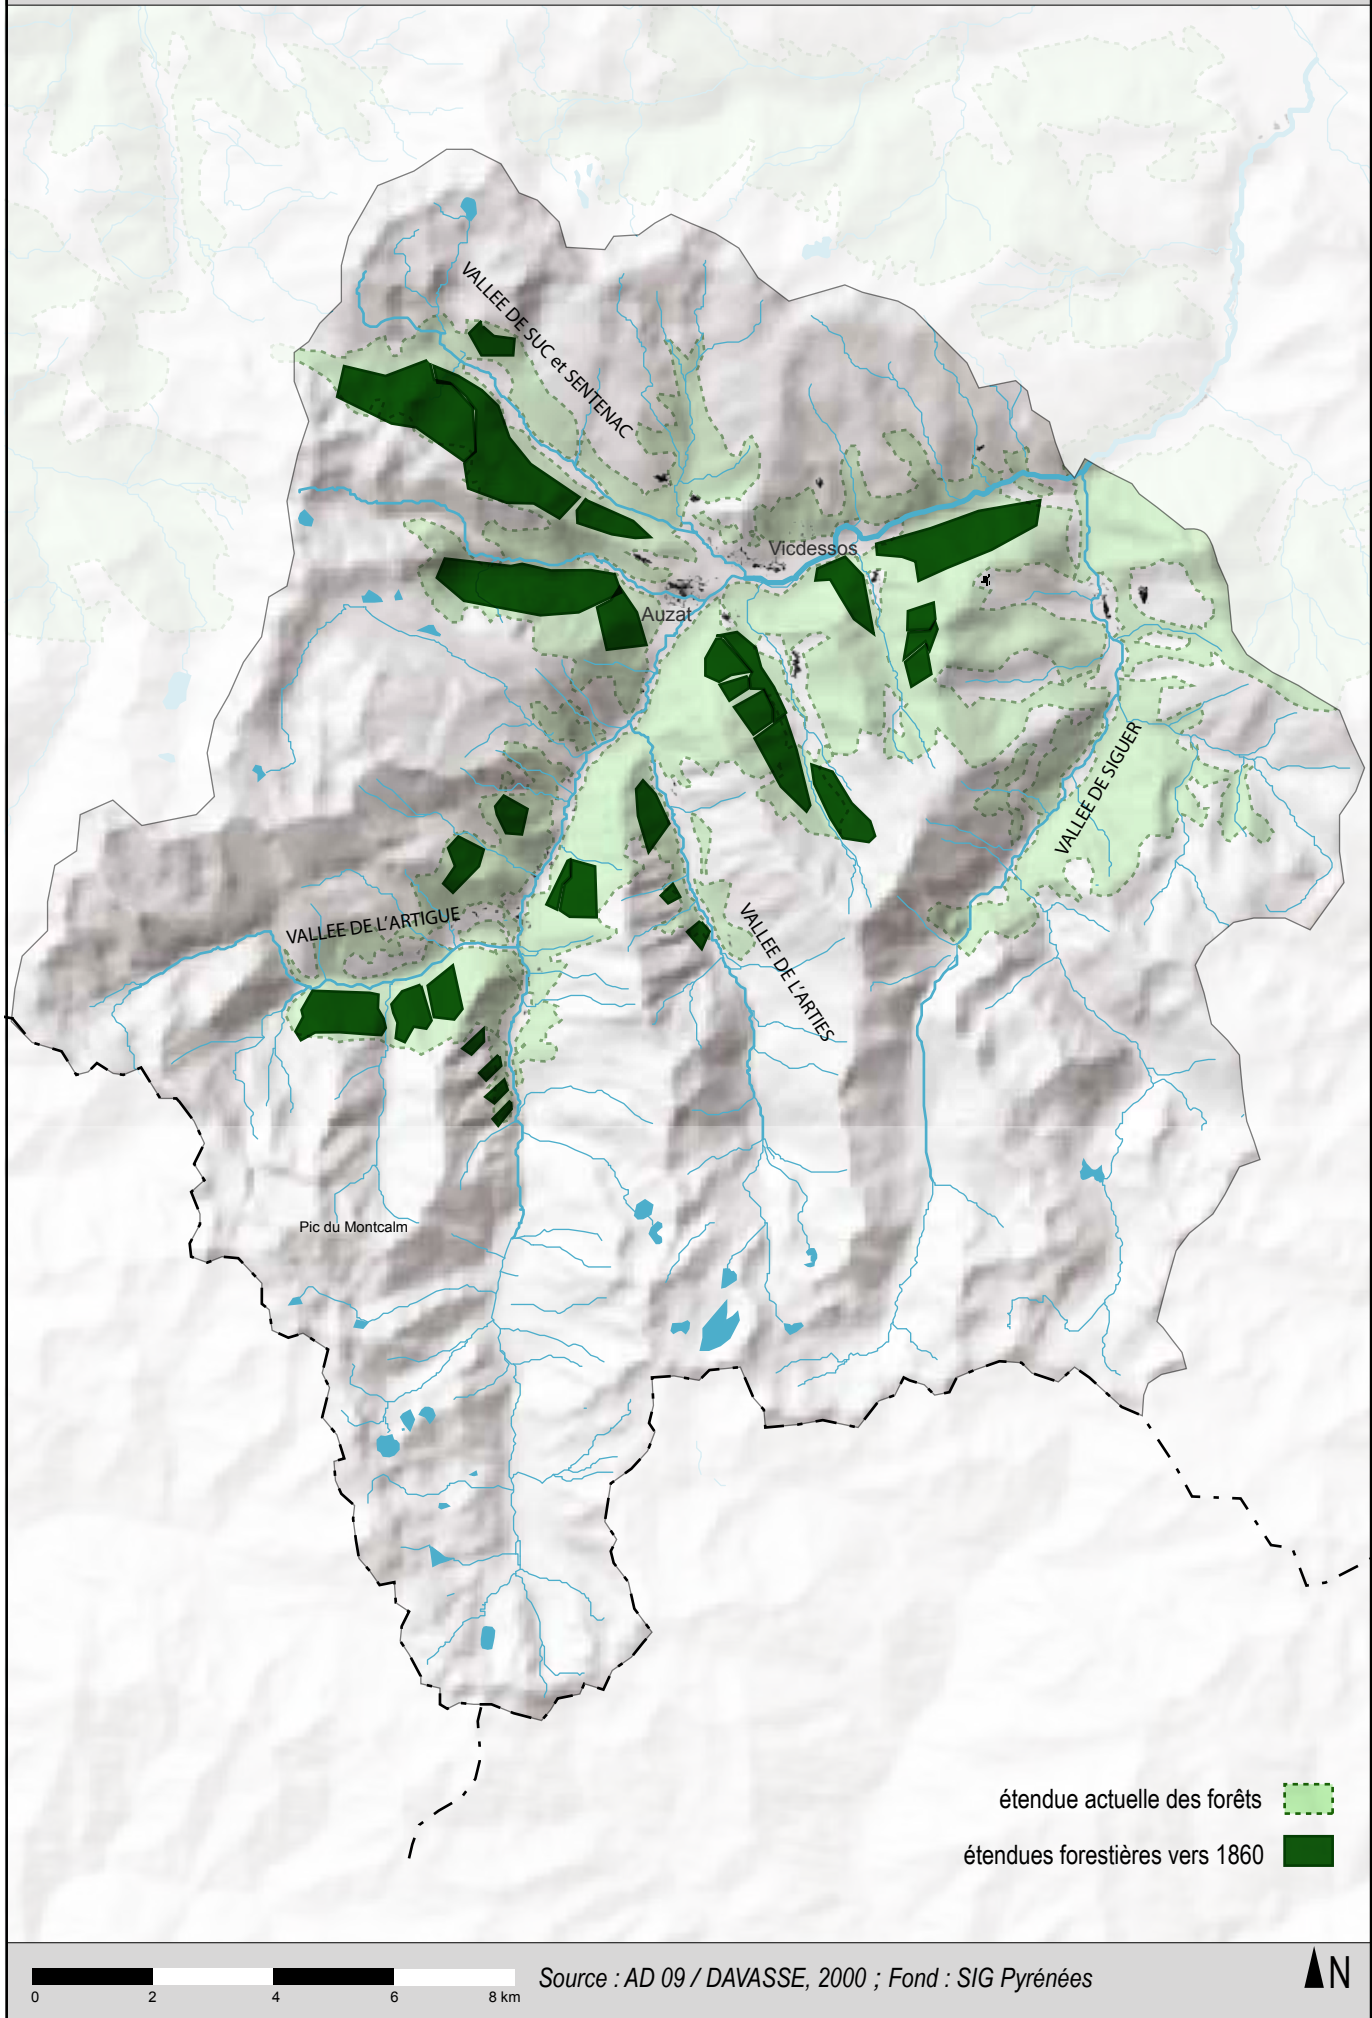 VALLEE DE SUC et SENTENAC
Vicdessos
Auzat
VALLEE DE SIGUER
VALLEE DE L'ARTIGUE
VALLEE DE L'ARTIES
Pic du Montcalm
étendue actuelle des forêts
étendues forestières vers 1860
0 2 4 6 8 km
Source : AD 09 / DAVASSE, 2000 ; Fond : SIG Pyrénées
N